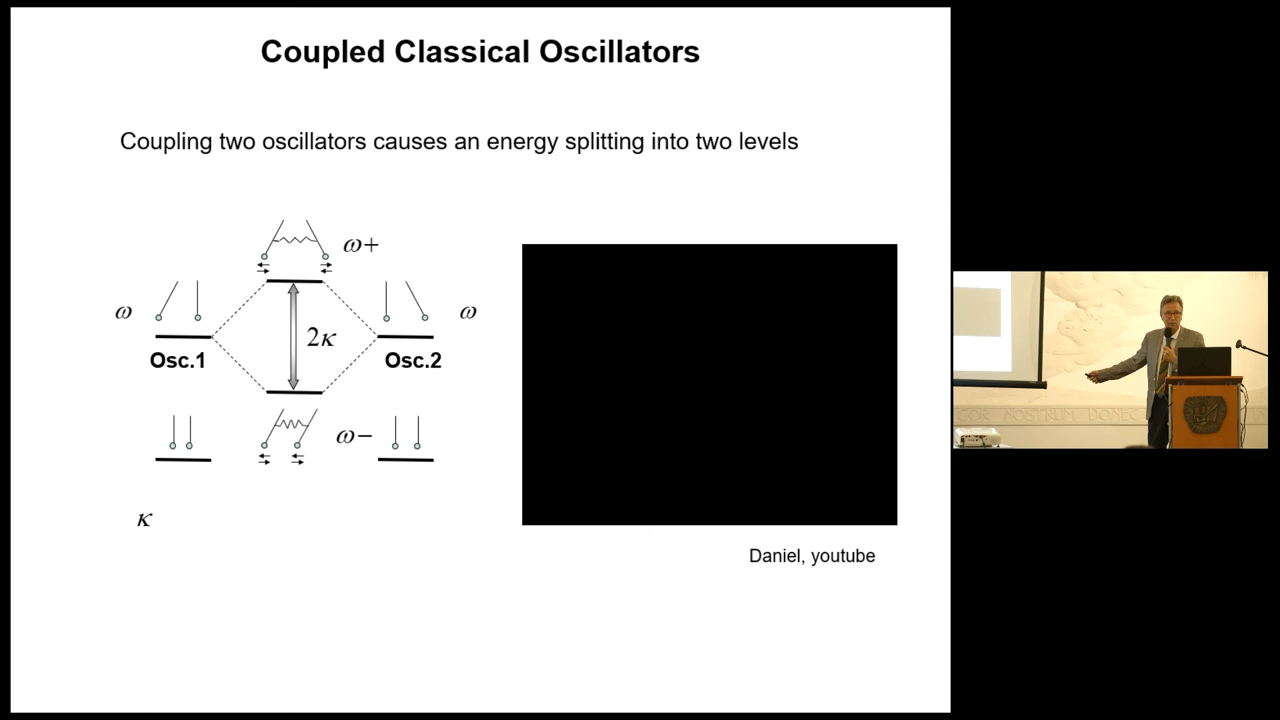 Coupled Classical Oscillators
Coupling two oscillators causes an energy splitting into two levels
ω+
ω
ω
2κ
Osc.1
Osc.2
ω−
κ
Daniel, youtube
NOSTRUM